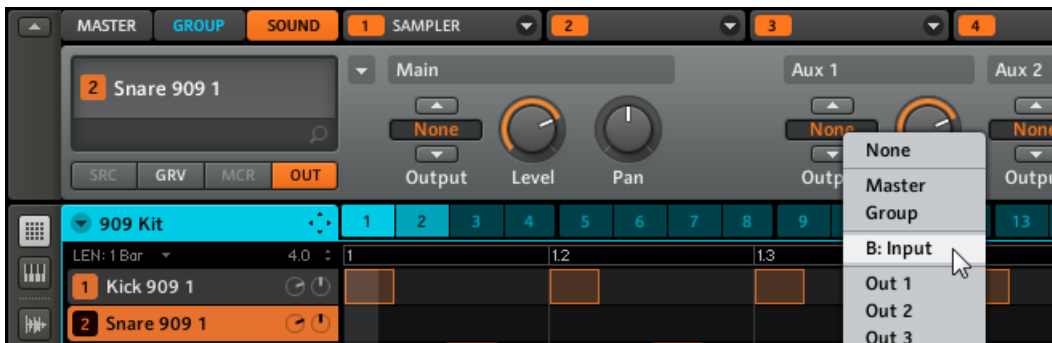 MASTER GROUP SOUND 1 SAMPLER 2 3 4
2 Snare 909 1 Main Aux 1 Aux 2
None None None
SRC GRV MCR OUT Output Level Pan Outp Outpu
None
Master
Group
B: Input
Out 1
Out 2
Out 3
909 Kit 1 2 3 4 5 6 7 8 9 13
LEN: 1 Bar 4.0 1 1.2 1.3
1 Kick 909 1
2 Snare 909 1